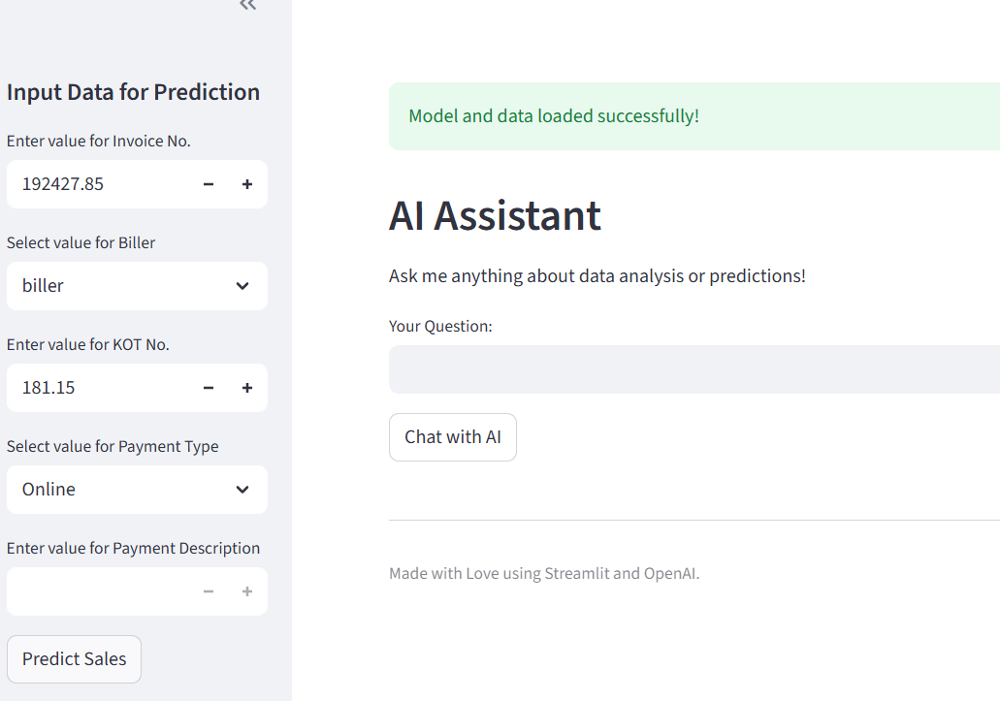 Input Data for Prediction
Enter value for Invoice No.
192427.85
Select value for Biller
biller
Enter value for KOT No.
181.15
Select value for Payment Type
Online
Enter value for Payment Description
Predict Sales
Model and data loaded successfully!
AI Assistant
Ask me anything about data analysis or predictions!
Your Question:
Chat with AI
Made with Love using Streamlit and OpenAI.